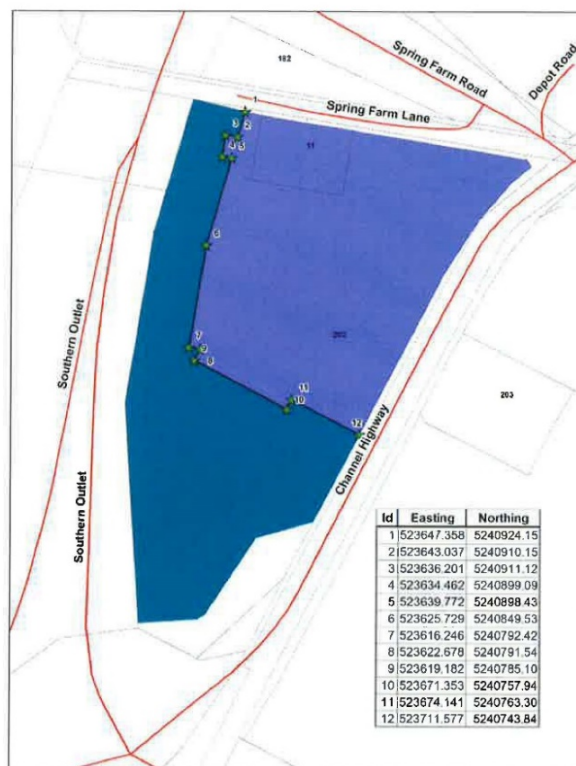 182
Spring Farm Road
Depot Road
1
Spring Farm Lane
2
3
4
5
11
6
Southern Outlet
7
9
8
202
203
11
10
12
Channel Highway
Southern Outlet
Id Easting Northing
1 523647.358 5240924.15
2 523643.037 5240910.15
3 523636.201 5240911.12
4 523634.462 5240899.09
5 523639.772 5240898.43
6 523625.729 5240849.53
7 523616.246 5240792.42
8 523622.678 5240791.54
9 523619.182 5240785.10
10 523671.353 5240757.94
11 523674.141 5240763.30
12 523711.577 5240743.84